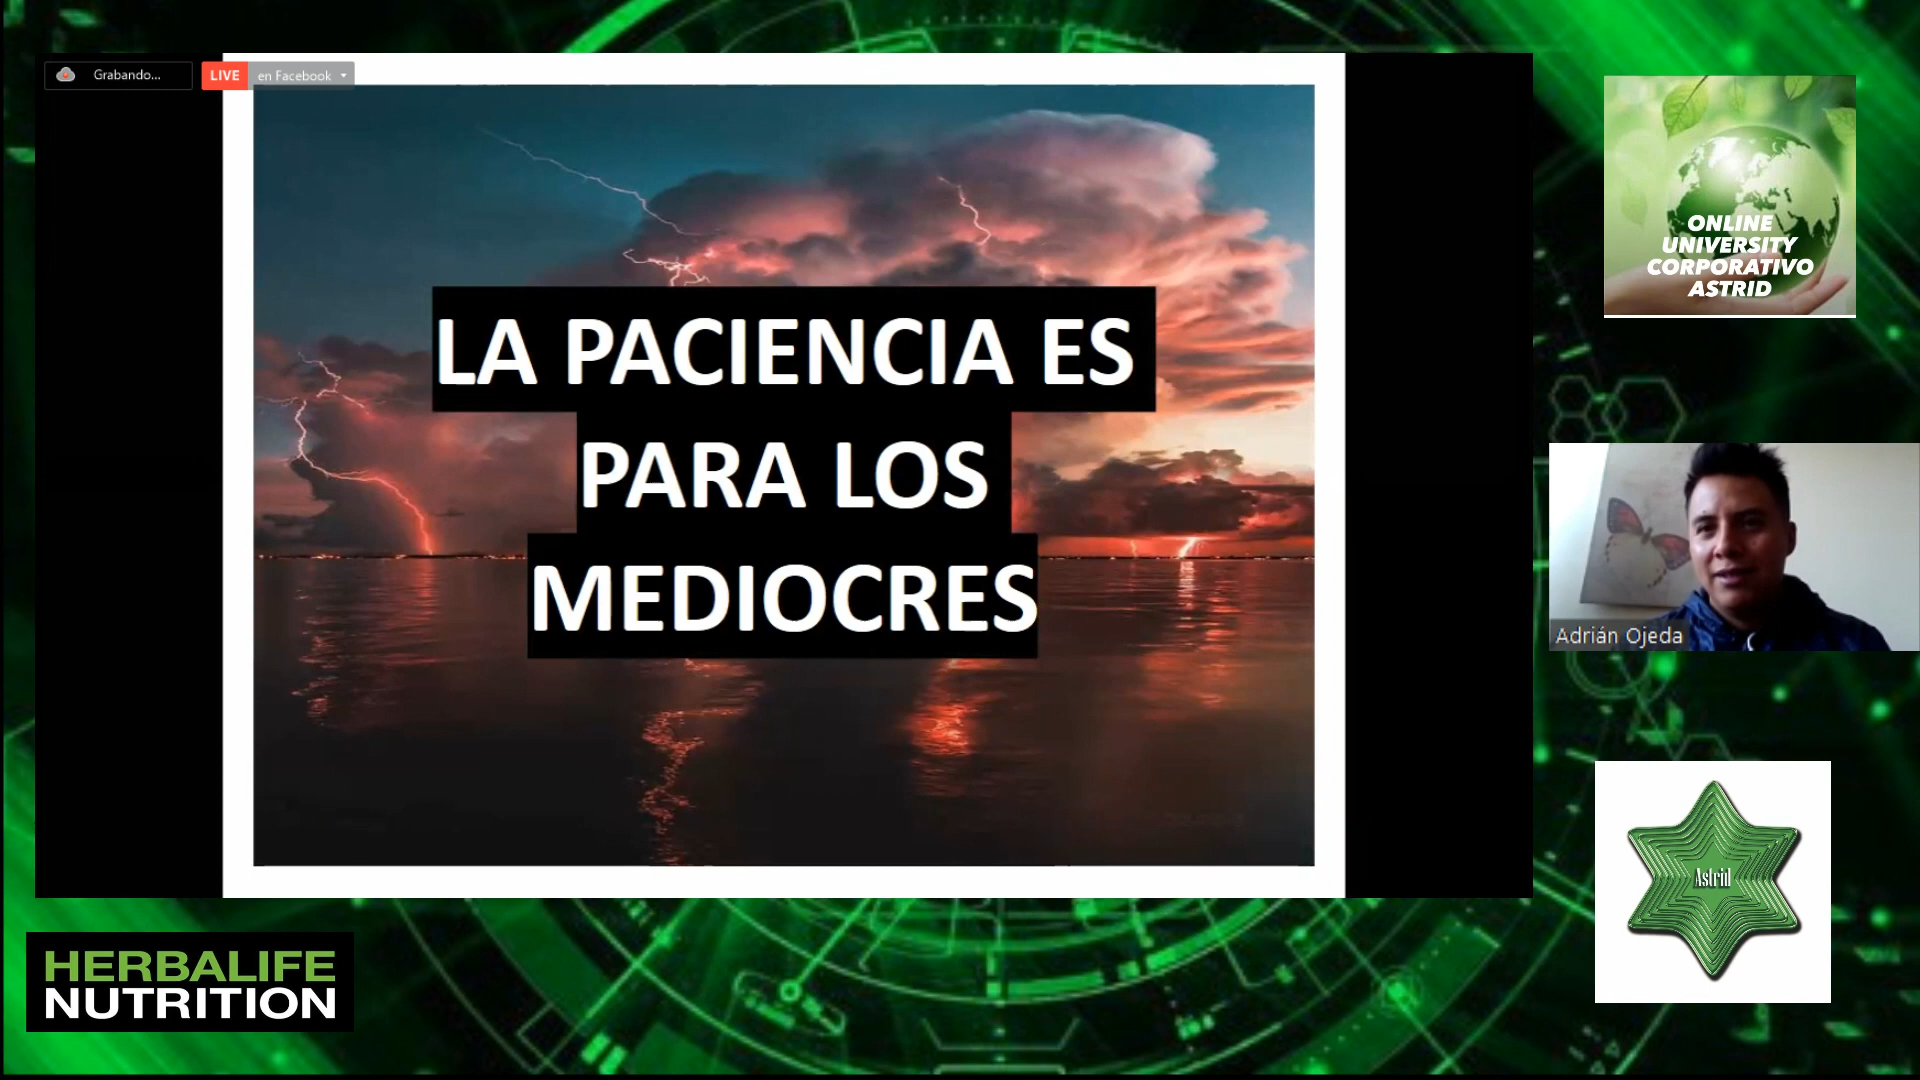 Grabando...
LIVE en Facebook
LA PACIENCIA ES
PARA LOS
MEDIOCRES
ONLINE
UNIVERSITY
CORPORATIVO
ASTRID
Adrián Ojeda
Astrid
HERBALIFE
NUTRITION